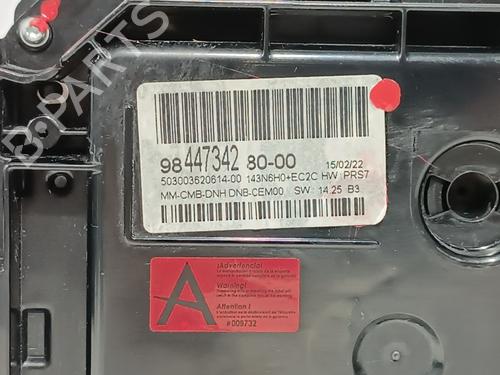 B-PARTS
98 447342 80-00 15/02/22
503003620614-00 143N6H0+EC2C HW PRS7
MM-CMB-DNH DNB-CEM00 SW 14.25 B3
A
¡Advertencia!
Warning!
Attention !
#009732